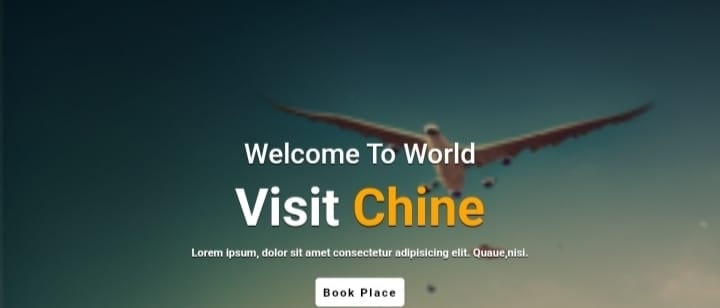 Welcome To World
Visit Chine
Lorem ipsum, dolor sit amet consectetur adipisicing elit. Quaue,nisi.
Book Place